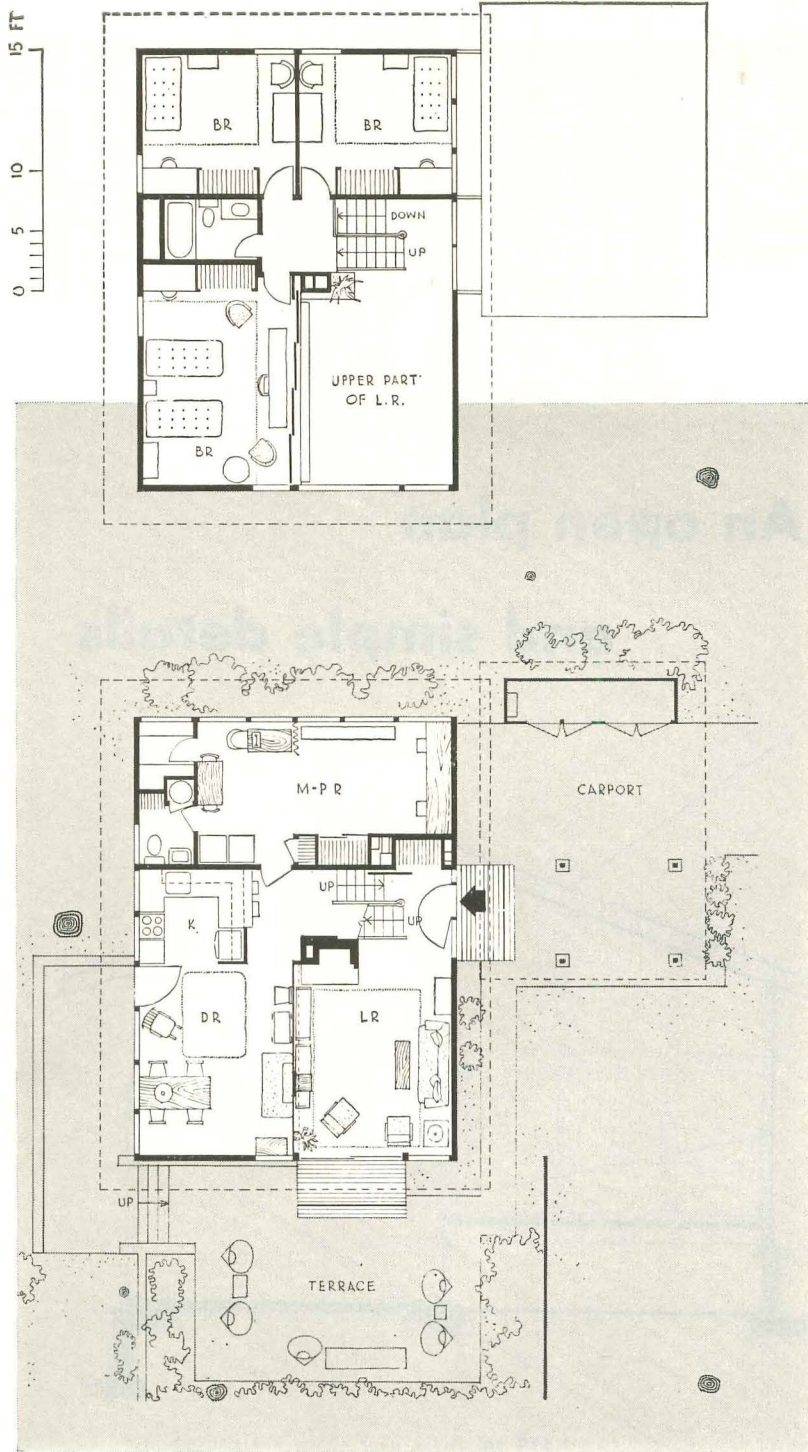 15 FT
10
5
0
BR
BR
DOWN
UP
UPPER PART
OF L.R.
BR
M-PR
CARPORT
UP
UP
K.
DR
LR
UP
TERRACE
An open plan
and simple details